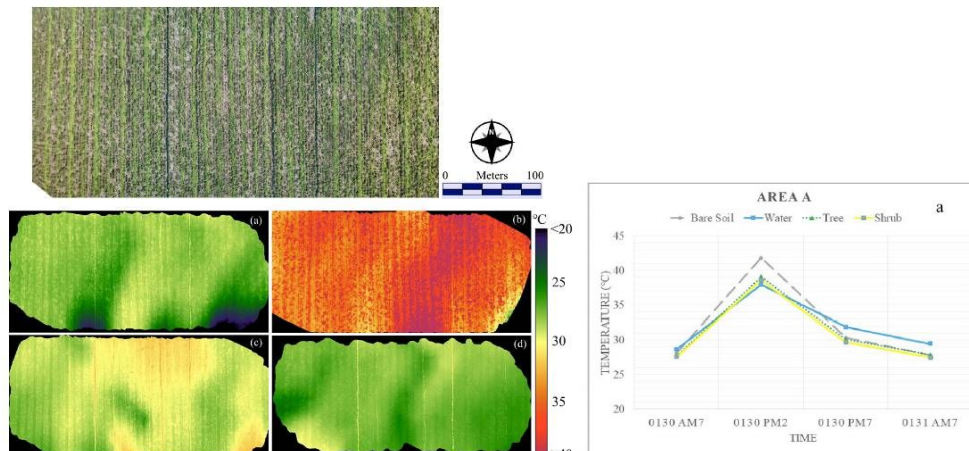 N
0 Meters 100
(a)
(b)
°C
<20
25
30
35
(c)
(d)
AREA A
a
Bare Soil Water Tree Shrub
TEMPERATURE (°C)
45
40
35
30
25
20
0130 AM7 0130 PM2 0130 PM7 0131 AM7
TIME